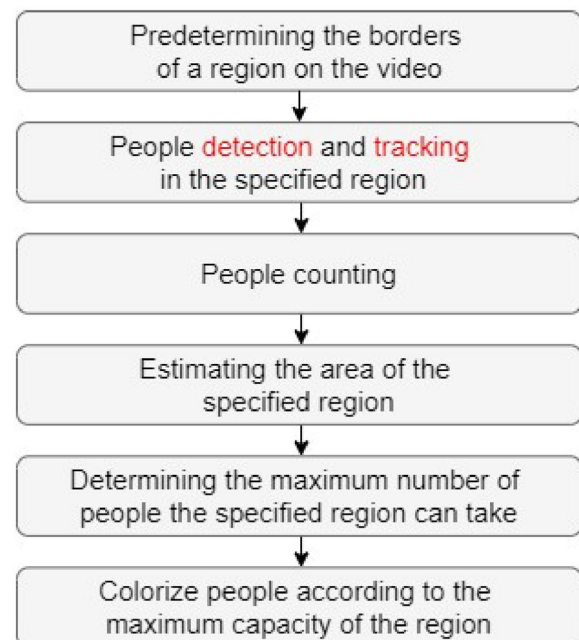 Predetermining the borders
of a region on the video
People detection and tracking
in the specified region
People counting
Estimating the area of the
specified region
Determining the maximum number of
people the specified region can take
Colorize people according to the
maximum capacity of the region